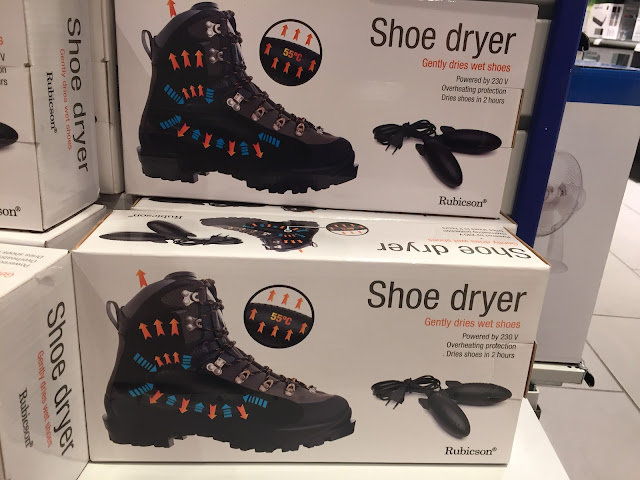 Shoe dryer
Gently dries wet shoes
Rubicson®
Shoe dryer
Gently dries wet shoes
Powered by 230 V
Overheating protection
Dries shoes in 2 hours
55°C
Rubicson®
Rubicson®
Shoe dryer
Shoe dryer
Gently dries wet shoes
Powered by 230 V
Overheating protection
Dries shoes in 2 hours
55°C
Rubicson®
Shoe dryer
Gently dries wet shoes
Rubicson®